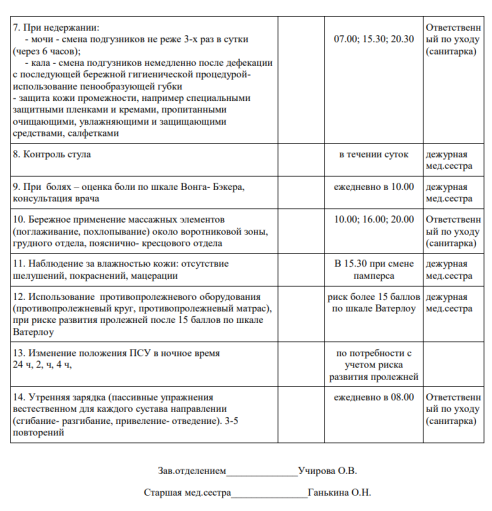 7. При недержании:
- мочи - смена подгузников не реже 3-х раз в сутки
(через 6 часов);
- кала - смена подгузников немедленно после дефекации
с последующей бережной гигиенической процедурой-
использование пенообразующей губки
- защита кожи промежности, например специальными
защитными пленками и кремами, пропитанными
очищающими, увлажняющими и защищающими
средствами, салфетками
07.00; 15.30; 20.30
Ответственн
ый по уходу
(санитарка)
8. Контроль стула
в течении суток
дежурная
мед.сестра
9. При болях – оценка боли по шкале Вонга- Бэкера,
консультация врача
ежедневно в 10.00
дежурная
мед.сестра
10. Бережное применение массажных элементов
(поглаживание, похлопывание) около воротниковой зоны,
грудного отдела, пояснично- кресцового отдела
10.00; 16.00; 20.00
Ответственн
ый по уходу
(санитарка)
11. Наблюдение за влажностью кожи: отсутствие
шелушений, покраснений, мацерации
В 15.30 при смене
памперса
дежурная
мед.сестра
12. Использование противопролежневого оборудования
(противопролежневый круг, противопролежневый матрас),
при риске развития пролежней после 15 баллов по шкале
Ватерлоу
риск более 15 баллов
по шкале Ватерлоу
дежурная
мед.сестра
13. Изменение положения ПСУ в ночное время
24 ч, 2, ч, 4 ч,
по потребности с
учетом риска
развития пролежней
14. Утренняя зарядка (пассивные упражнения
вестественном для каждого сустава направлении
(сгибание- разгибание, привеление- отведение). 3-5
повторений
ежедневно в 08.00
Ответственн
ый по уходу
(санитарка)
Зав.отделением______________Учирова О.В.
Старшая мед.сестра_______________Ганькина О.Н.